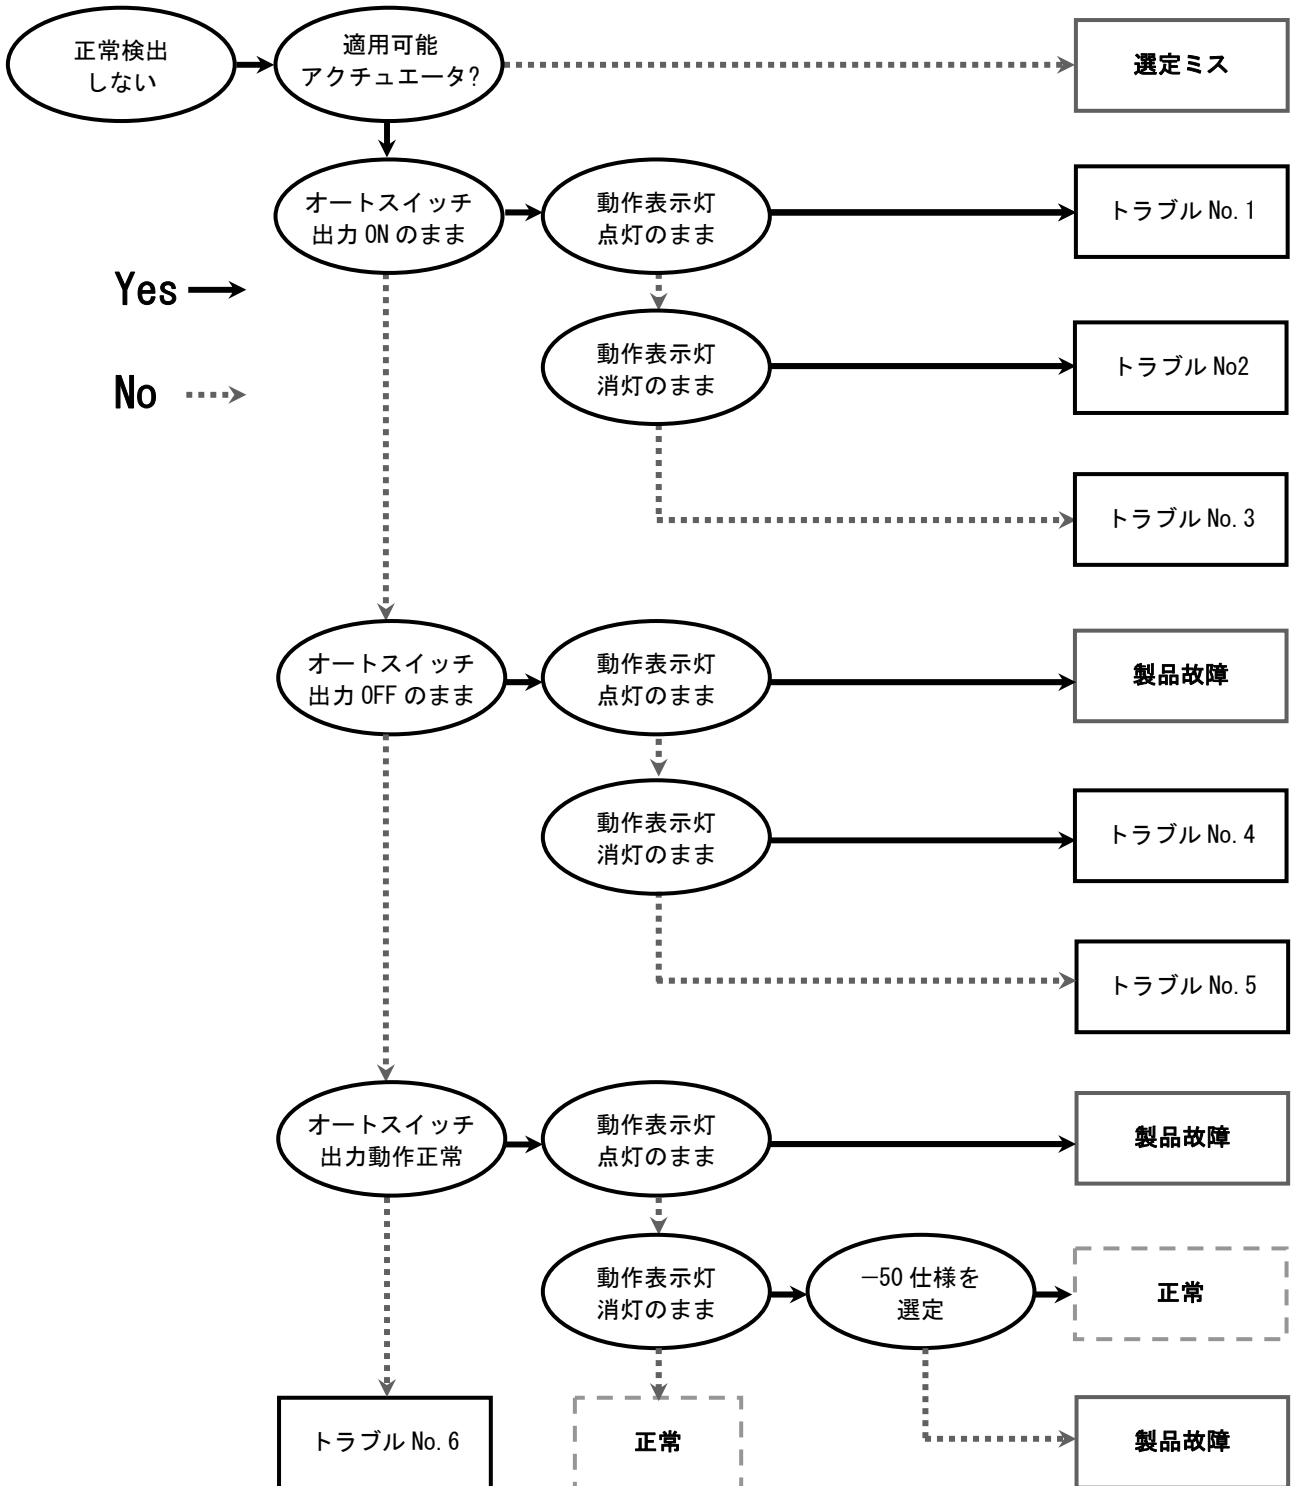 正常検出
しない
適用可能
アクチュエータ?
選定ミス
オートスイッチ
出力 ON のまま
動作表示灯
点灯のまま
トラブル No. 1
Yes
動作表示灯
消灯のまま
トラブル No2
No
トラブル No. 3
オートスイッチ
出力 OFF のまま
動作表示灯
点灯のまま
製品故障
動作表示灯
消灯のまま
トラブル No. 4
トラブル No. 5
オートスイッチ
出力動作正常
動作表示灯
点灯のまま
製品故障
動作表示灯
消灯のまま
－50 仕様を
選定
正常
トラブル No. 6
正常
製品故障